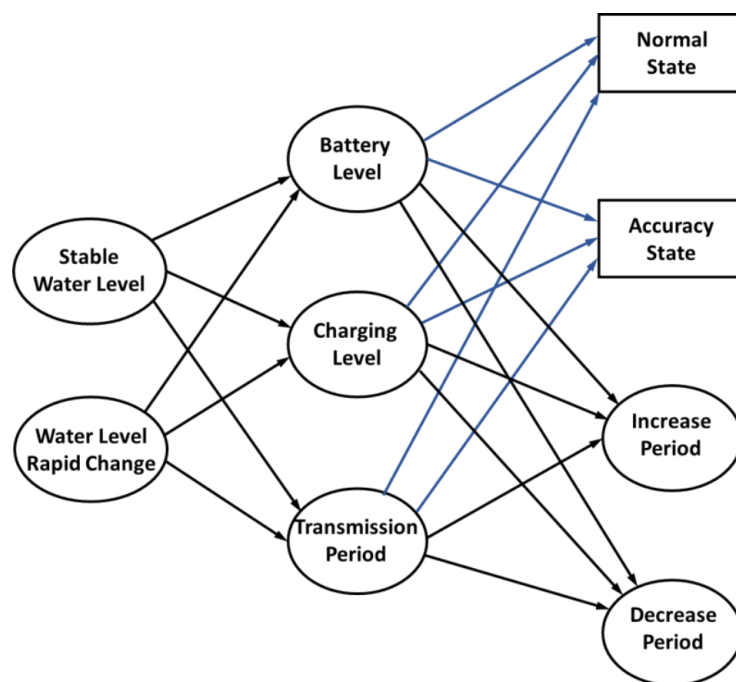 Normal
State
Battery
Level
Accuracy
State
Stable
Water Level
Charging
Level
Increase
Period
Water Level
Rapid Change
Transmission
Period
Decrease
Period